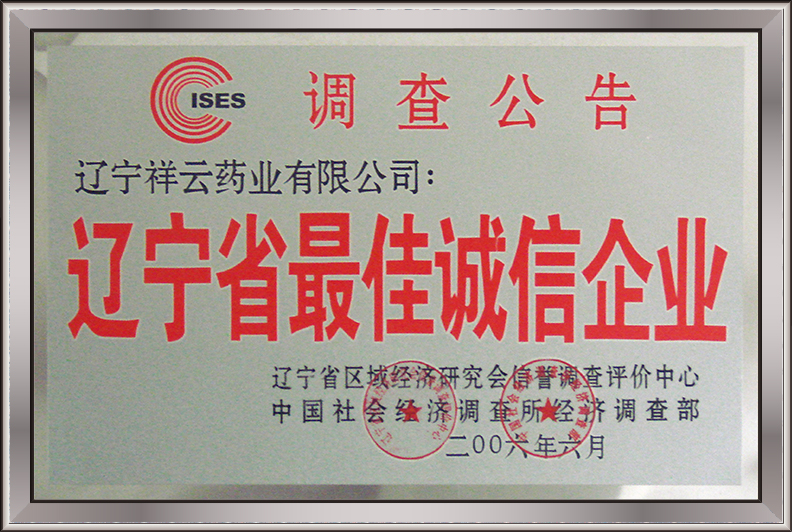 ISES 调查公告
辽宁祥云药业有限公司：
辽宁省最佳诚信企业
辽宁省区域经济研究会信誉调查评价中心
中国社会经济调查所经济调查部
二00六年六月